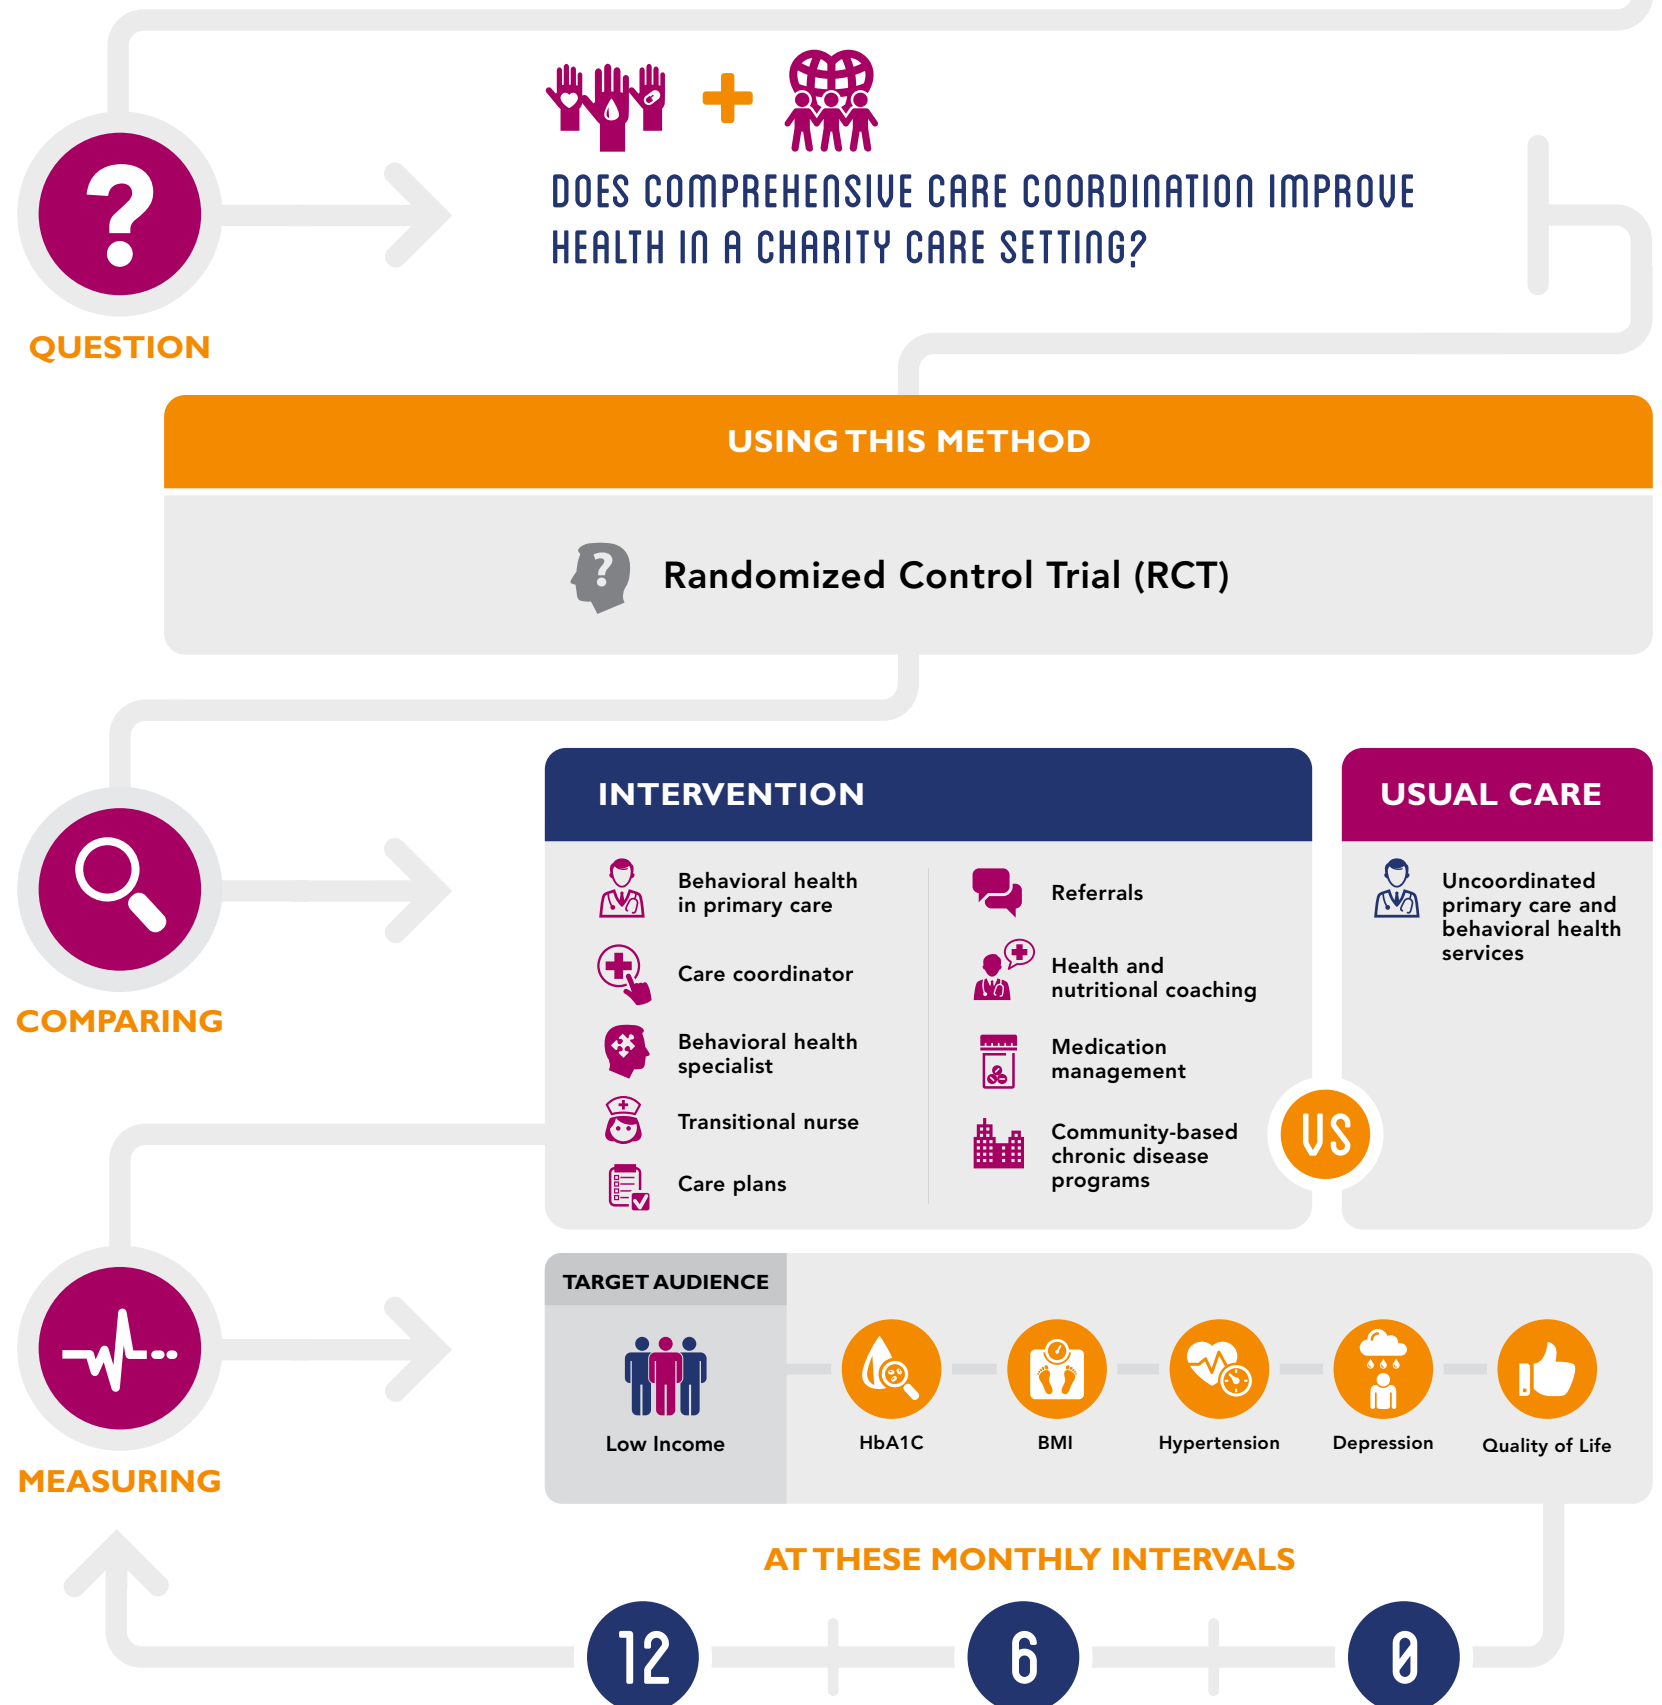 DOES COMPREHENSIVE CARE COORDINATION IMPROVE
HEALTH IN A CHARITY CARE SETTING?
QUESTION
USING THIS METHOD
Randomized Control Trial (RCT)
COMPARING
INTERVENTION
Behavioral health
in primary care
Care coordinator
Behavioral health
specialist
Transitional nurse
Care plans
Referrals
Health and
nutritional coaching
Medication
management
Community-based
chronic disease
programs
VS
USUAL CARE
Uncoordinated
primary care and
behavioral health
services
MEASURING
TARGET AUDIENCE
Low Income
HbA1C
BMI
Hypertension
Depression
Quality of Life
AT THESE MONTHLY INTERVALS
12
6
0